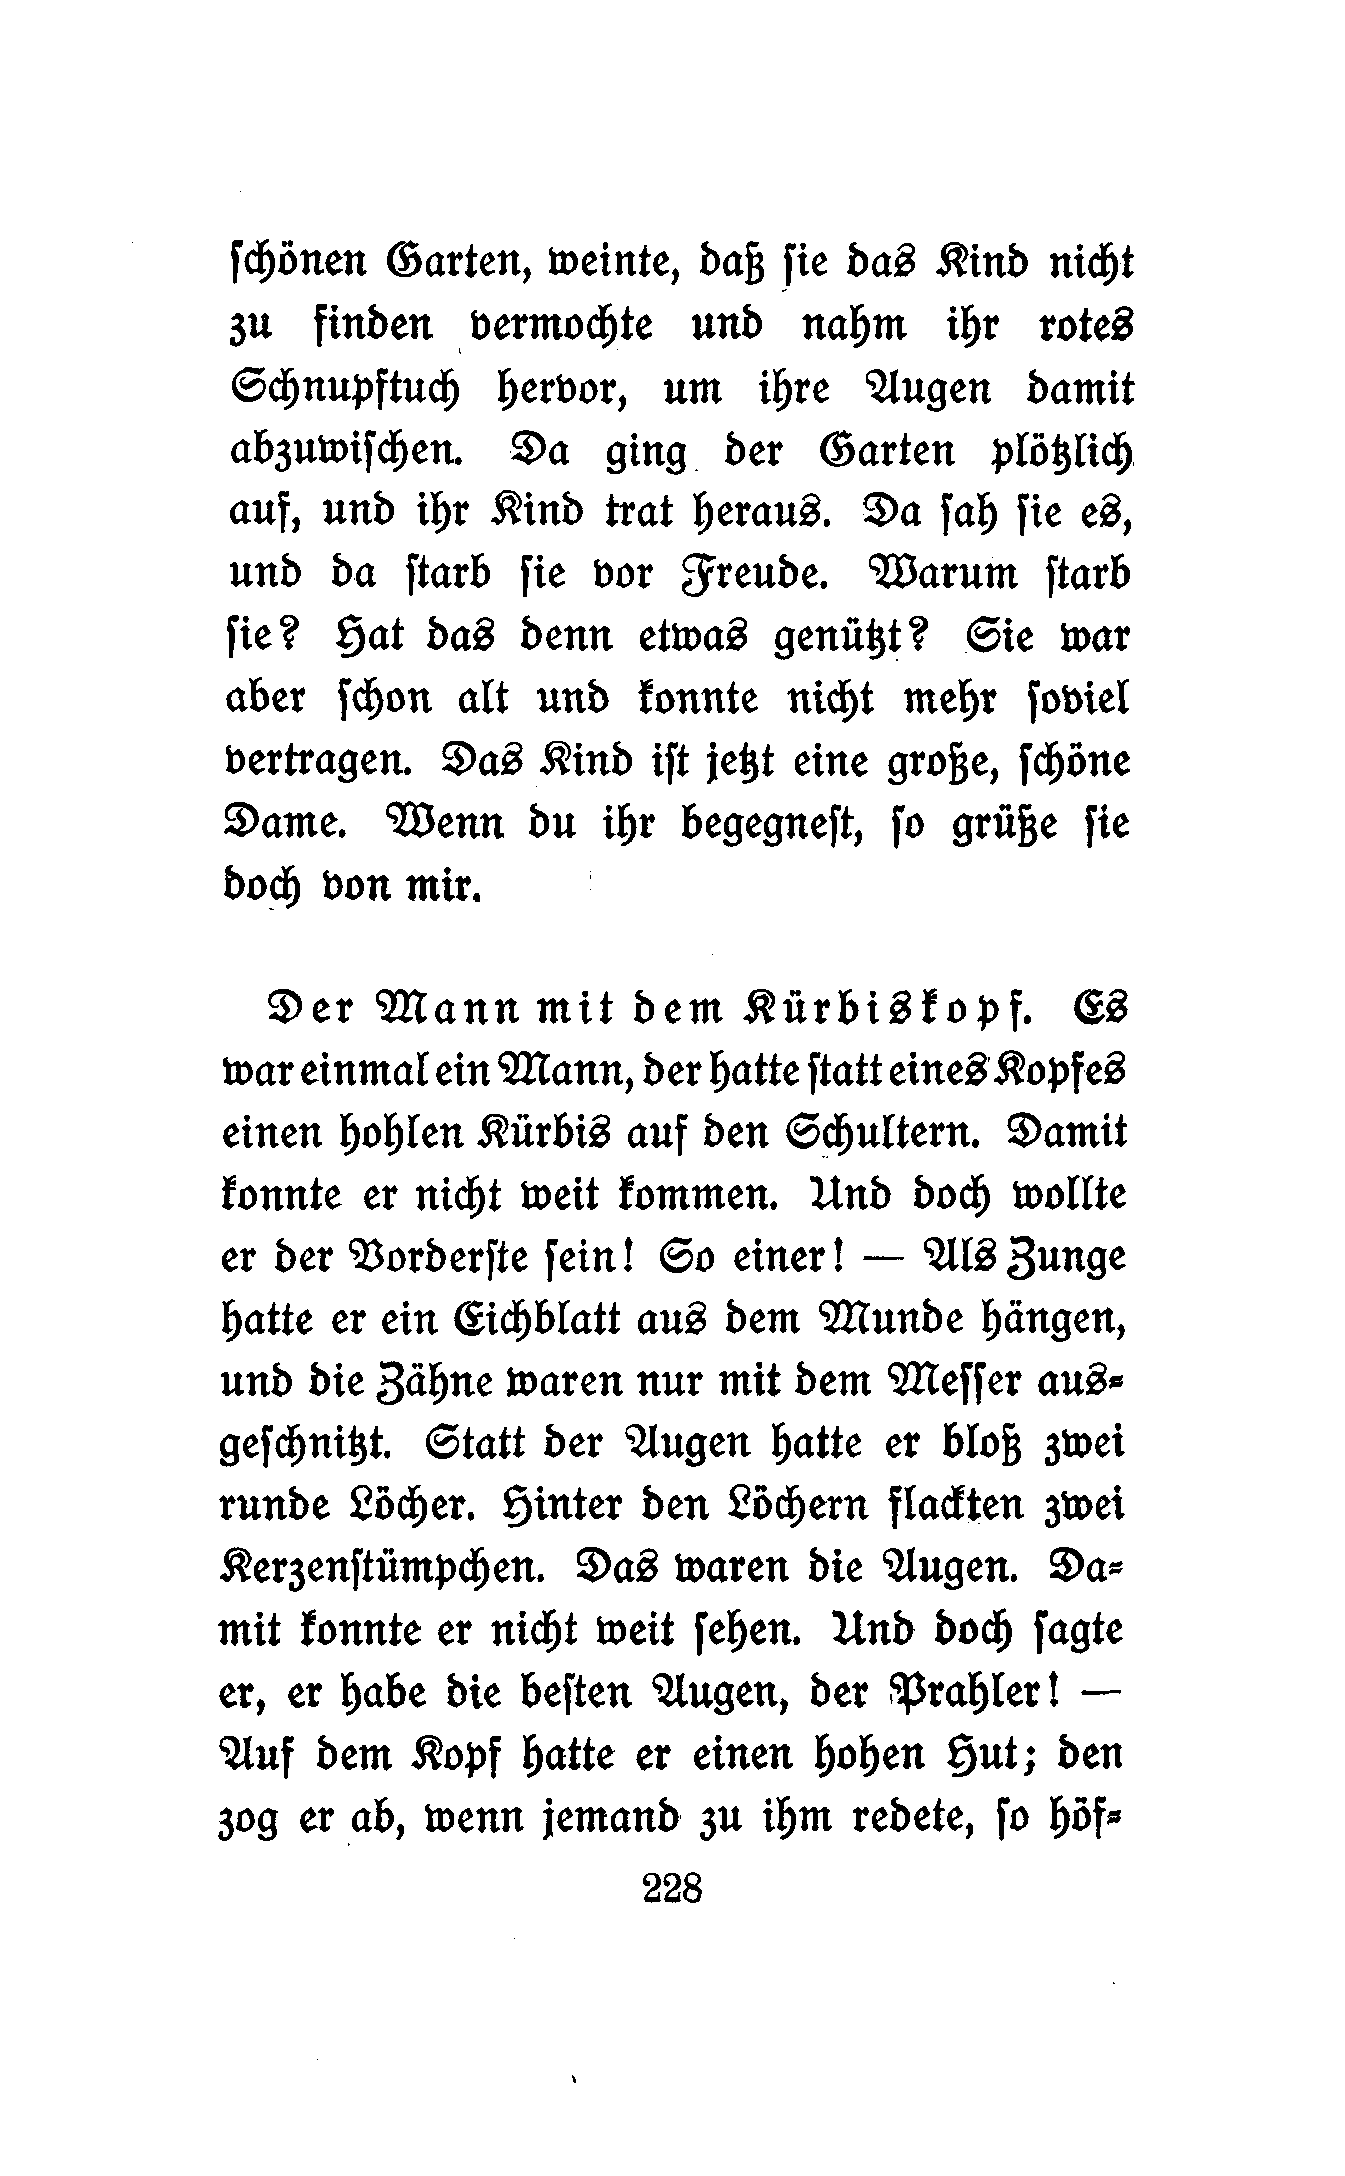 schönen Garten, weinte, daß sie das Kind nicht
zu finden vermochte und nahm ihr rotes
Schnupftuch hervor, um ihre Augen damit
abzuwischen. Da ging der Garten plötzlich
auf, und ihr Kind trat heraus. Da sah sie es,
und da starb sie vor Freude. Warum starb
sie? Hat das denn etwas genützt? Sie war
aber schon alt und konnte nicht mehr soviel
vertragen. Das Kind ist jetzt eine große, schöne
Dame. Wenn du ihr begegnest, so grüße sie
doch von mir.
Der Mann mit dem Kürbiskopf. Es
war einmal ein Mann, der hatte statt eines Kopfes
einen hohlen Kürbis auf den Schultern. Damit
konnte er nicht weit kommen. Und doch wollte
er der Vorderste sein! So einer! — Als Zunge
hatte er ein Eichblatt aus dem Munde hängen,
und die Zähne waren nur mit dem Messer aus-
geschnitzt. Statt der Augen hatte er bloß zwei
runde Löcher. Hinter den Löchern flackten zwei
Kerzenstümpchen. Das waren die Augen. Da-
mit konnte er nicht weit sehen. Und doch sagte
er, er habe die besten Augen, der Prahler! —
Auf dem Kopf hatte er einen hohen Hut; den
zog er ab, wenn jemand zu ihm redete, so höf-
228